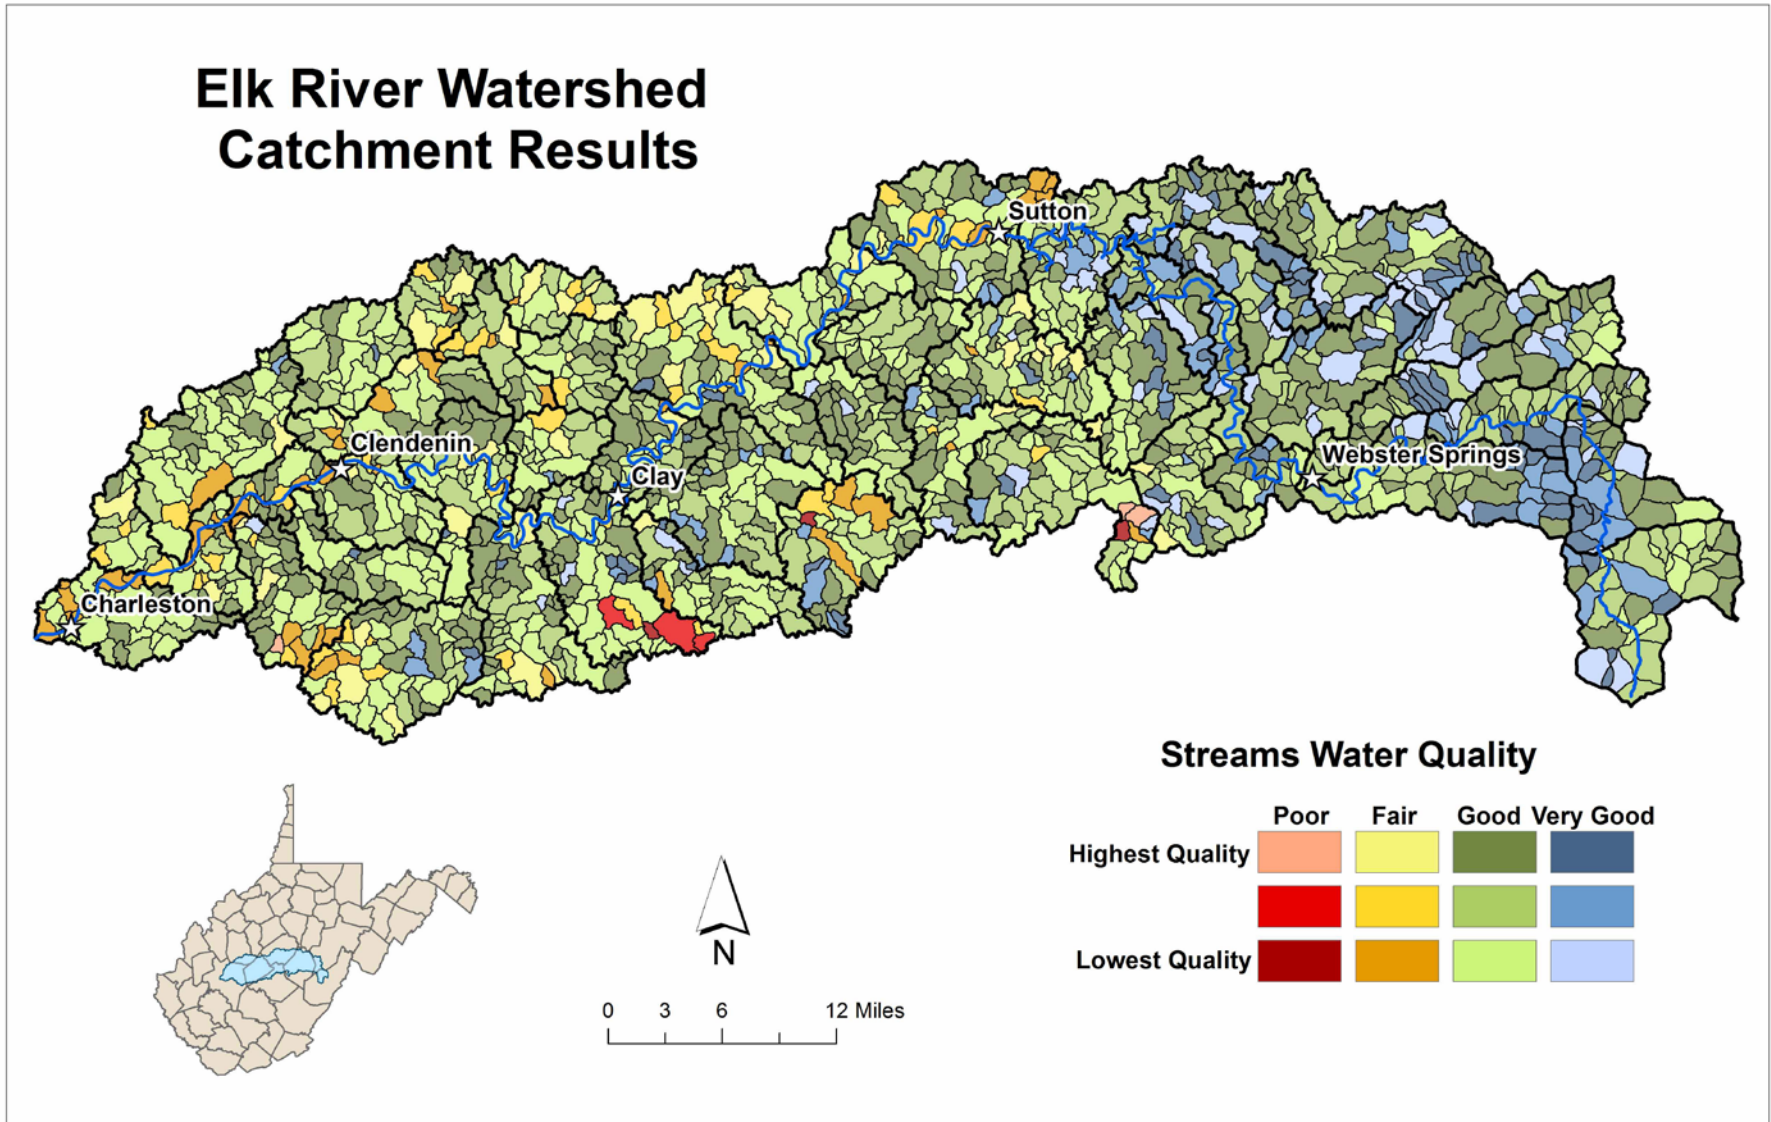 Elk River Watershed
Catchment Results
Sutton
Clendenin
Webster Springs
Clay
Charleston
Streams Water Quality
Poor Fair Good Very Good
Highest Quality
Lowest Quality
N
0 3 6 12 Miles